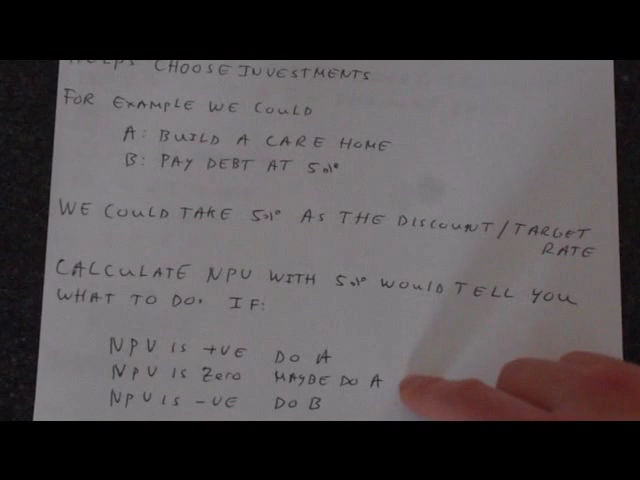 HELPS CHOOSE INVESTMENTS
FOR EXAMPLE WE COULD
A: BUILD A CARE HOME
B: PAY DEBT AT 5%
WE COULD TAKE 5% AS THE DISCOUNT/TARGET
RATE
CALCULATE NPV WITH 5% WOULD TELL YOU
WHAT TO DO. IF:
NPV IS +VE DO A
NPV IS ZERO MAYBE DO A
NPV IS -VE DO B